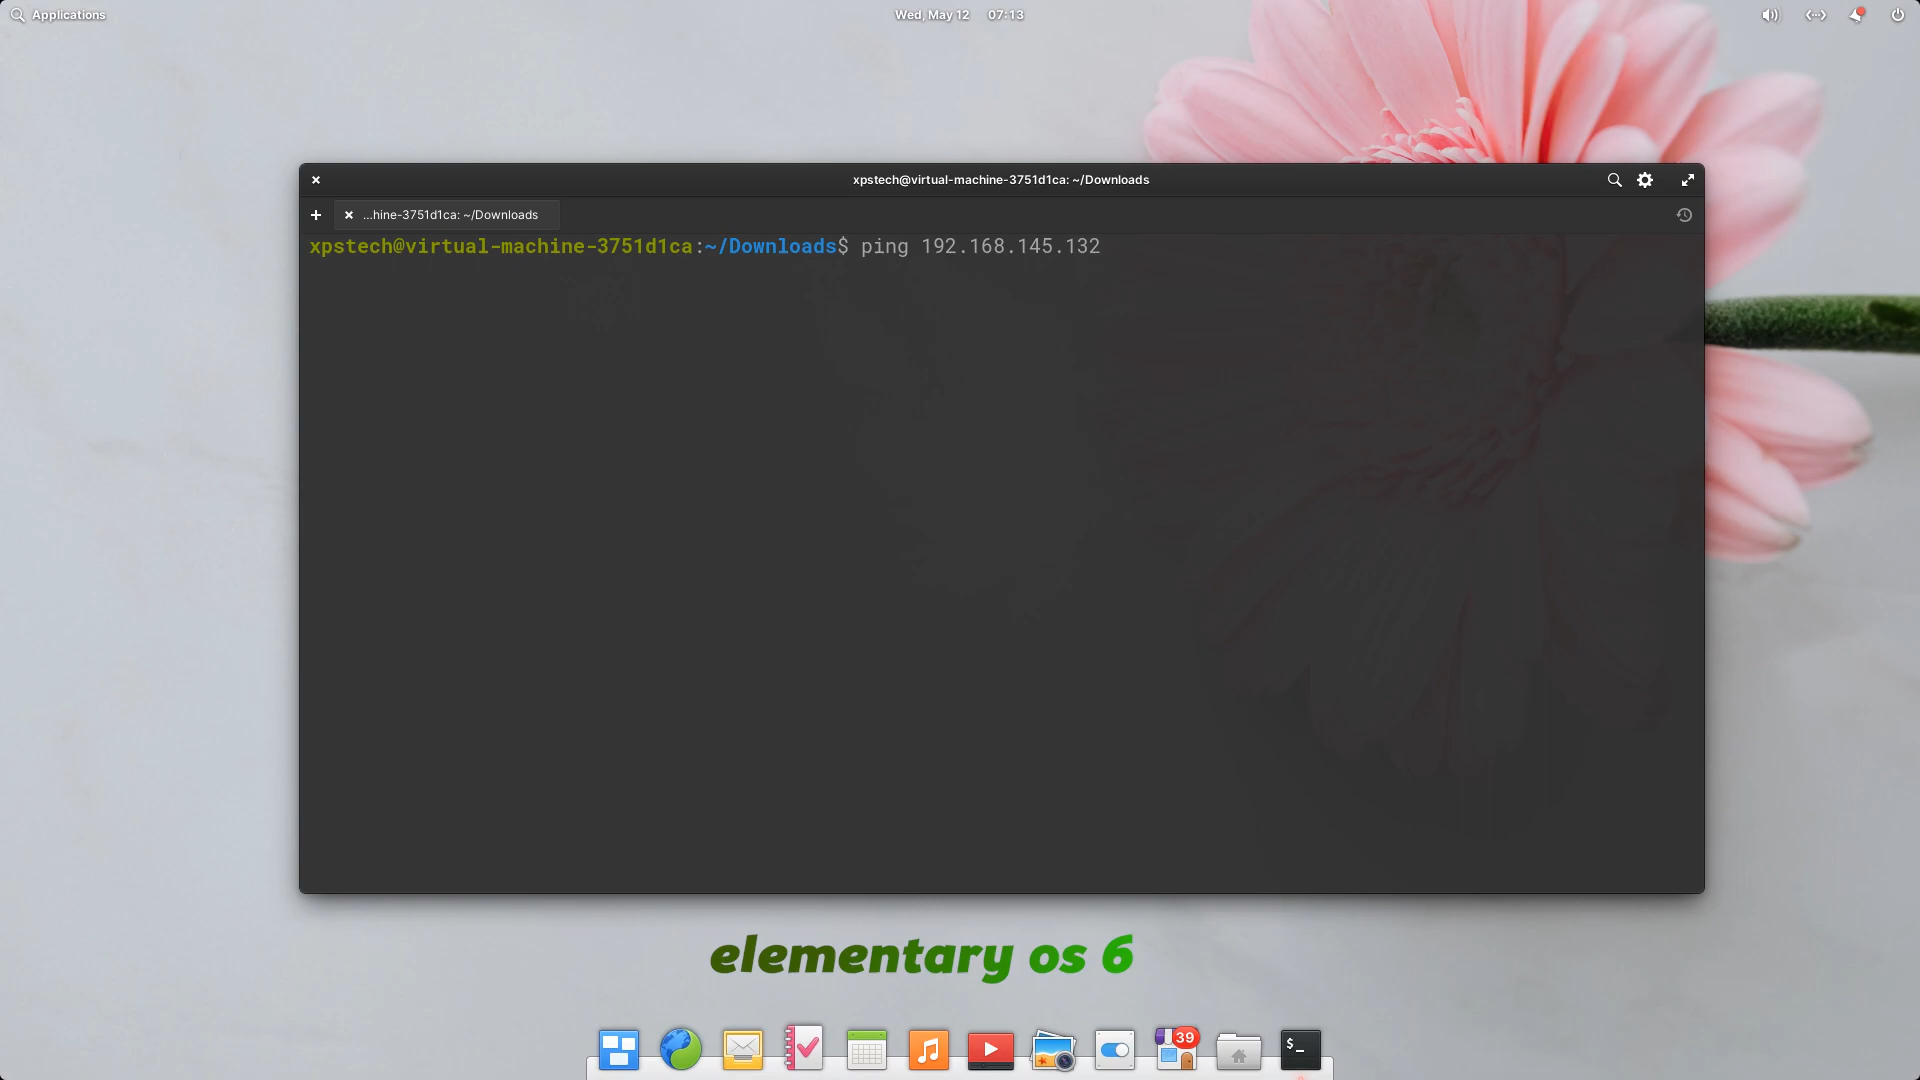 Applications
Wed, May 12 07:13
xpstech@virtual-machine-3751d1ca: ~/Downloads
...hine-3751d1ca: ~/Downloads
xpstech@virtual-machine-3751d1ca:~/Downloads$ ping 192.168.145.132
elementary os 6
39
$_